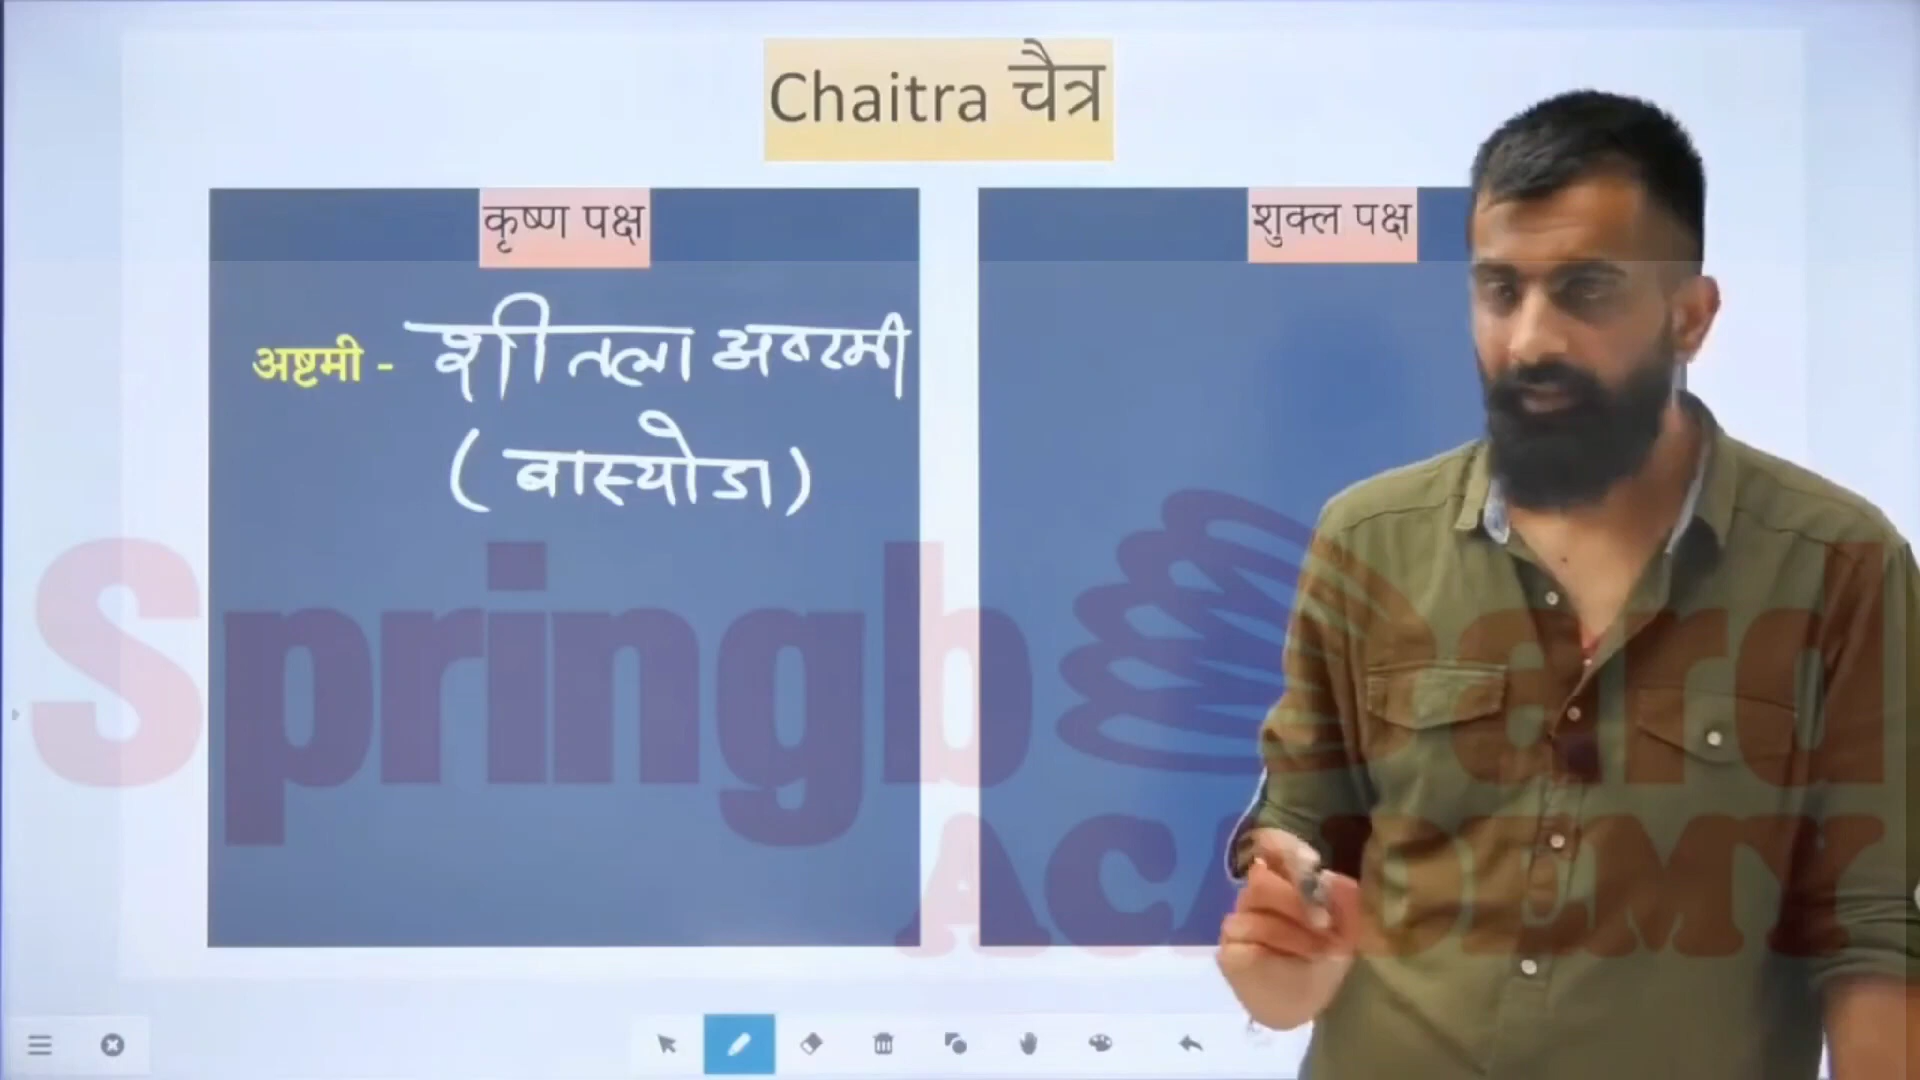 Chaitra चैत्र
कृष्ण पक्ष
अष्टमी - शीतला अष्टमी
(बास्योडा)
शुक्ल पक्ष
Springboard
ACADEMY